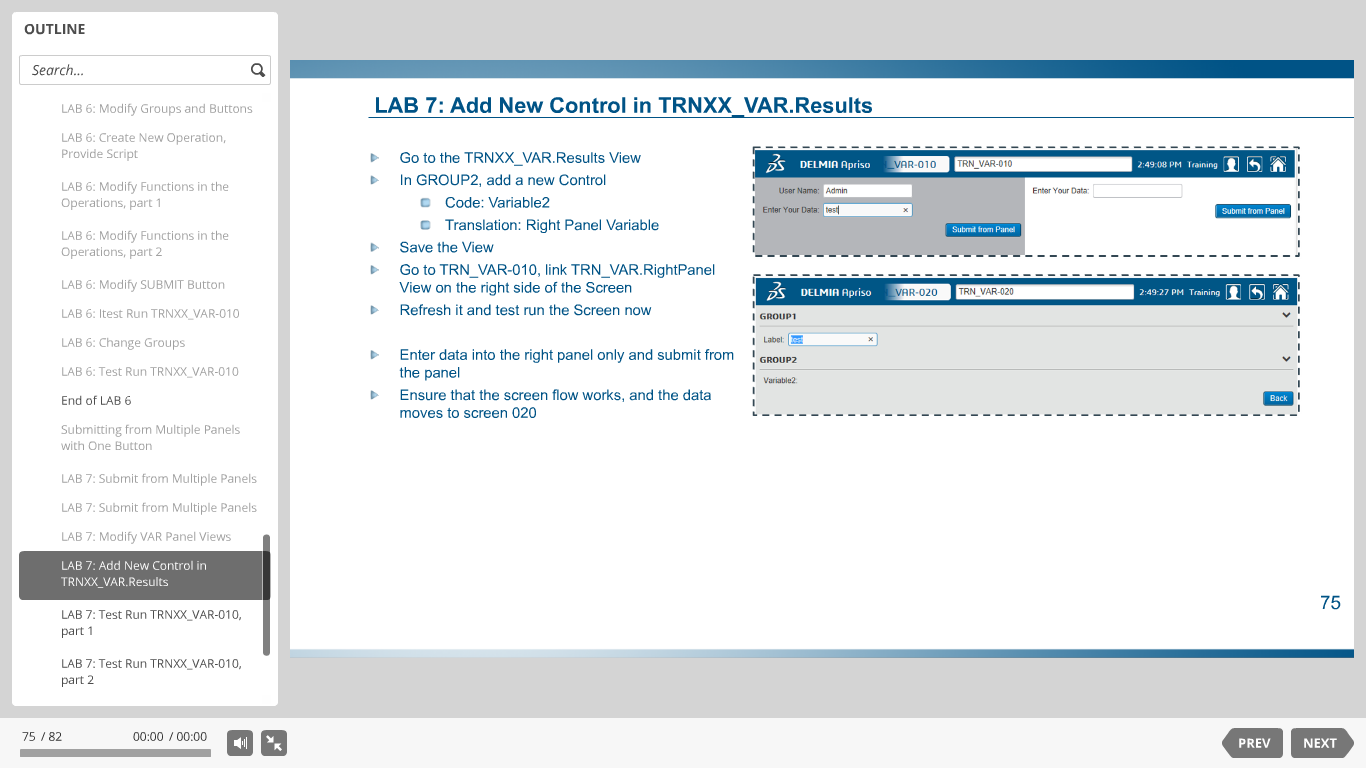 OUTLINE
Search...
LAB 6: Modify Groups and Buttons
LAB 6: Create New Operation,
Provide Script
LAB 6: Modify Functions in the
Operations, part 1
LAB 6: Modify Functions in the
Operations, part 2
LAB 6: Modify SUBMIT Button
LAB 6: Itest Run TRNXX_VAR-010
LAB 6: Change Groups
LAB 6: Test Run TRNXX_VAR-010
End of LAB 6
Submitting from Multiple Panels
with One Button
LAB 7: Submit from Multiple Panels
LAB 7: Submit from Multiple Panels
LAB 7: Modify VAR Panel Views
LAB 7: Add New Control in
TRNXX_VAR.Results
LAB 7: Test Run TRNXX_VAR-010,
part 1
LAB 7: Test Run TRNXX_VAR-010,
part 2
LAB 7: Add New Control in TRNXX_VAR.Results
Go to the TRNXX_VAR.Results View
In GROUP2, add a new Control
Code: Variable2
Translation: Right Panel Variable
Save the View
Go to TRN_VAR-010, link TRN_VAR.RightPanel
View on the right side of the Screen
Refresh it and test run the Screen now
Enter data into the right panel only and submit from
the panel
Ensure that the screen flow works, and the data
moves to screen 020
DELMIA Apriso _VAR-010 TRN_VAR-010 2:49:08 PM Training
User Name: Admin
Enter Your Data: test
Submit from Panel
Enter Your Data:
Submit from Panel
DELMIA Apriso _VAR-020 TRN_VAR-020 2:49:27 PM Training
GROUP1
Label: test
GROUP2
Variable2:
Back
75
75 / 82 00:00 / 00:00
PREV NEXT